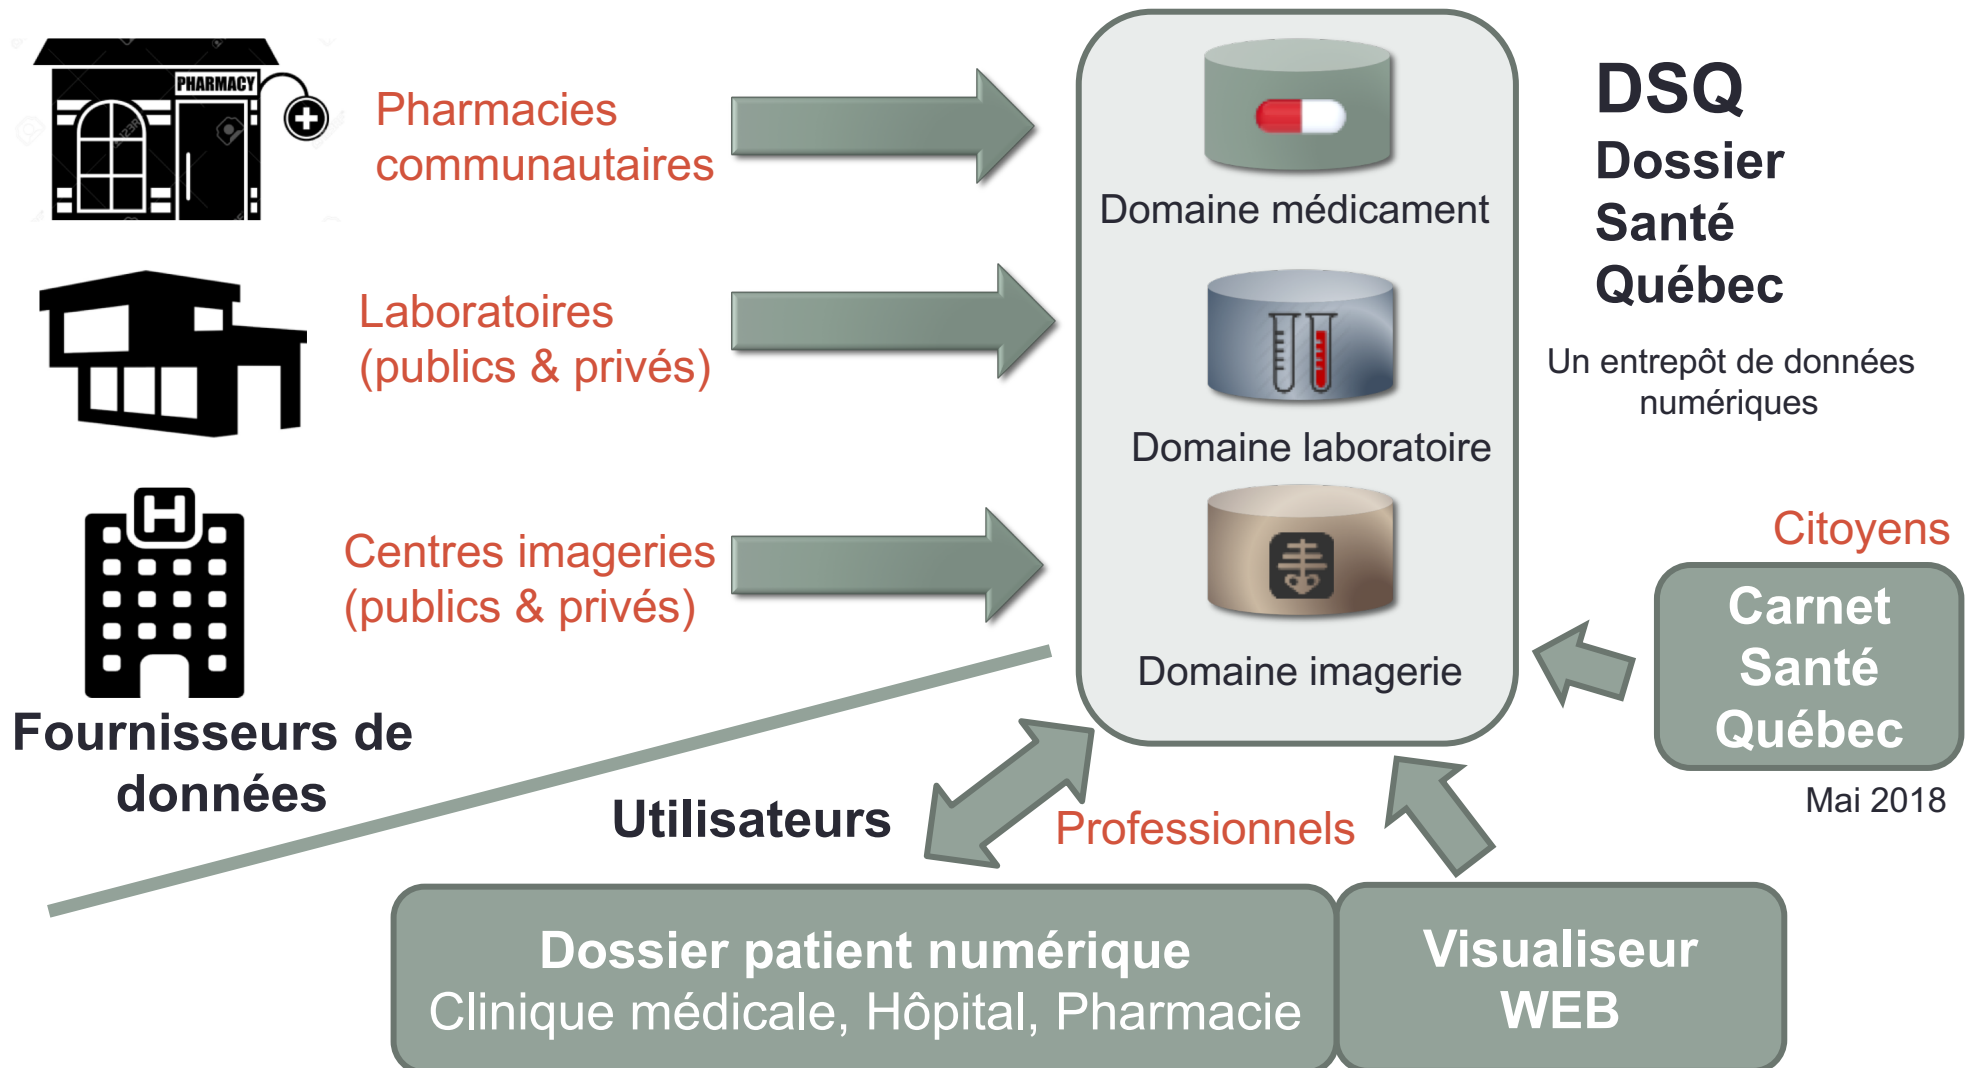 PHARMACY
Pharmacies
communautaires
Domaine médicament
DSQ
Dossier
Santé
Québec
Un entrepôt de données
numériques
Laboratoires
(publics & privés)
Domaine laboratoire
H
Centres imageries
(publics & privés)
Domaine imagerie
Citoyens
Carnet
Santé
Québec
Mai 2018
Fournisseurs de
données
Utilisateurs
Professionnels
Dossier patient numérique
Clinique médicale, Hôpital, Pharmacie
Visualiseur
WEB